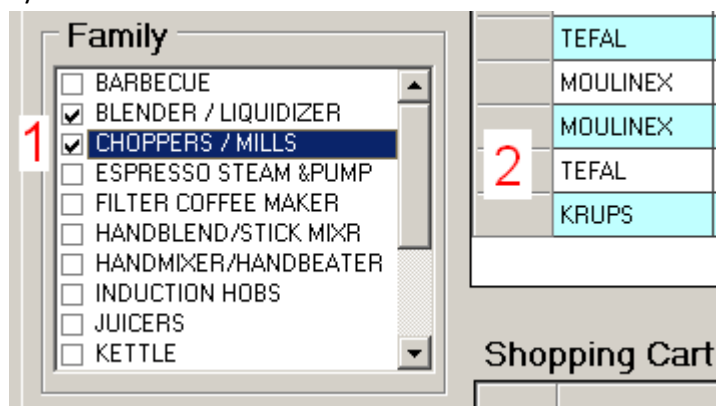 Family
BARBECUE
BLENDER / LIQUIDIZER
CHOPPERS / MILLS
ESPRESSO STEAM &PUMP
FILTER COFFEE MAKER
HANDBLEND/STICK MIXR
HANDMIXER/HANDBEATER
INDUCTION HOBS
JUICERS
KETTLE
1
TEFAL
MOULINEX
MOULINEX
TEFAL
KRUPS
2
Shopping Cart